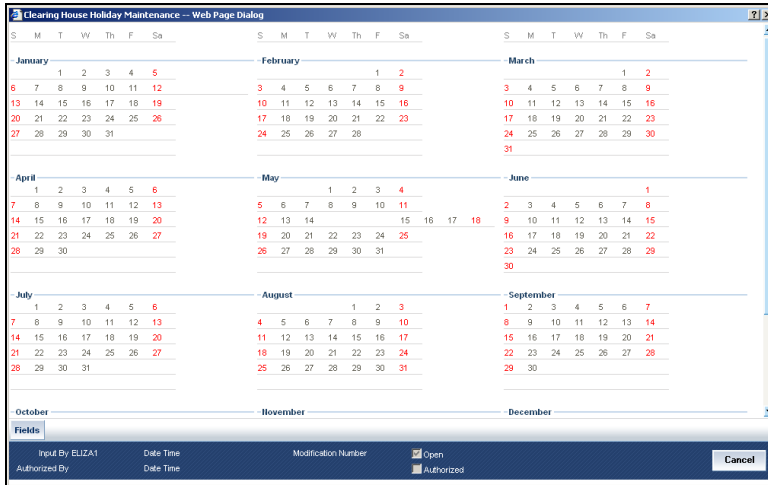 Clearing House Holiday Maintenance -- Web Page Dialog
S M T W Th F Sa S M T W Th F Sa S M T W Th F Sa
January February March
1 2 3 4 5 1 2 1 2
6 7 8 9 10 11 12 3 4 5 6 7 8 9 3 4 5 6 7 8 9
13 14 15 16 17 18 19 10 11 12 13 14 15 16 10 11 12 13 14 15 16
20 21 22 23 24 25 26 17 18 19 20 21 22 23 17 18 19 20 21 22 23
27 28 29 30 31 24 25 26 27 28 24 25 26 27 28 29 30
31
April May June
1 2 3 4 5 6 1 2 3 4 1
7 8 9 10 11 12 13 5 6 7 8 9 10 11 2 3 4 5 6 7 8
14 15 16 17 18 19 20 12 13 14 15 16 17 18 9 10 11 12 13 14 15
21 22 23 24 25 26 27 19 20 21 22 23 24 25 16 17 18 19 20 21 22
28 29 30 26 27 28 29 30 31 23 24 25 26 27 28 29
30
July August September
1 2 3 4 5 6 1 2 3 1 2 3 4 5 6 7
7 8 9 10 11 12 13 4 5 6 7 8 9 10 8 9 10 11 12 13 14
14 15 16 17 18 19 20 11 12 13 14 15 16 17 15 16 17 18 19 20 21
21 22 23 24 25 26 27 18 19 20 21 22 23 24 22 23 24 25 26 27 28
28 29 30 31 25 26 27 28 29 30 31 29 30
October November December
Fields
Input By ELIZA1 Date Time Modification Number Open
Authorized By Date Time Authorized
Cancel